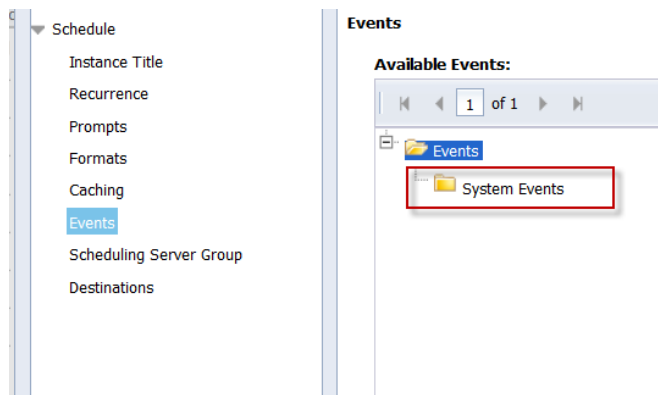 Schedule
Instance Title
Recurrence
Prompts
Formats
Caching
Events
Scheduling Server Group
Destinations
Events
Available Events:
1 of 1
Events
System Events